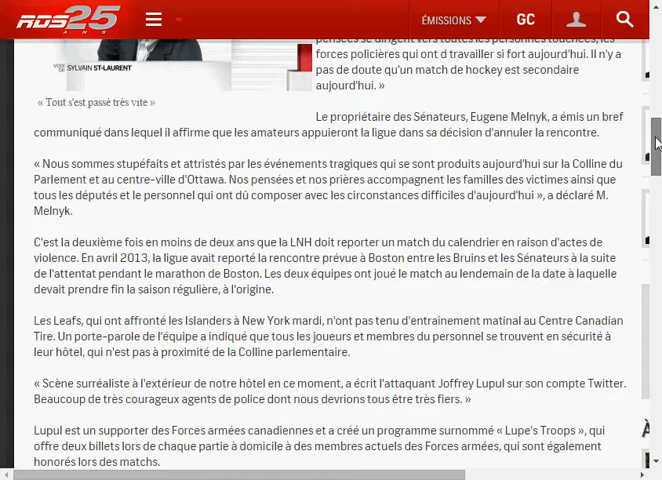 RDS25
ANS
ÉMISSIONS
GC
pensées se dirigent vers toutes les personnes touchées, les
forces policières qui ont d travailler si fort aujourd'hui. Il n'y a
pas de doute qu'un match de hockey est secondaire
aujourd'hui. »
VOIX DE SYLVAIN ST-LAURENT
« Tout s'est passé très vite »
Le propriétaire des Sénateurs, Eugene Melnyk, a émis un bref
communiqué dans lequel il affirme que les amateurs appuieront la ligue dans sa décision d'annuler la rencontre.
« Nous sommes stupéfaits et attristés par les événements tragiques qui se sont produits aujourd'hui sur la Colline du
Parlement et au centre-ville d'Ottawa. Nos pensées et nos prières accompagnent les familles des victimes ainsi que
tous les députés et le personnel qui ont dû composer avec les circonstances difficiles d'aujourd'hui », a déclaré M.
Melnyk.
C'est la deuxième fois en moins de deux ans que la LNH doit reporter un match du calendrier en raison d'actes de
violence. En avril 2013, la ligue avait reporté la rencontre prévue à Boston entre les Bruins et les Sénateurs à la suite
de l'attentat pendant le marathon de Boston. Les deux équipes ont joué le match au lendemain de la date à laquelle
devait prendre fin la saison régulière, à l'origine.
Les Leafs, qui ont affronté les Islanders à New York mardi, n'ont pas tenu d'entraînement matinal au Centre Canadian
Tire. Un porte-parole de l'équipe a indiqué que tous les joueurs et membres du personnel se trouvent en sécurité à
leur hôtel, qui n'est pas à proximité de la Colline parlementaire.
« Scène surréaliste à l'extérieur de notre hôtel en ce moment, a écrit l'attaquant Joffrey Lupul sur son compte Twitter.
Beaucoup de très courageux agents de police dont nous devrions tous être très fiers. »
Lupul est un supporter des Forces armées canadiennes et a créé un programme surnommé « Lupe's Troops », qui
offre deux billets lors de chaque partie à domicile à des membres actuels des Forces armées, qui sont également
honorés lors des matchs.
À